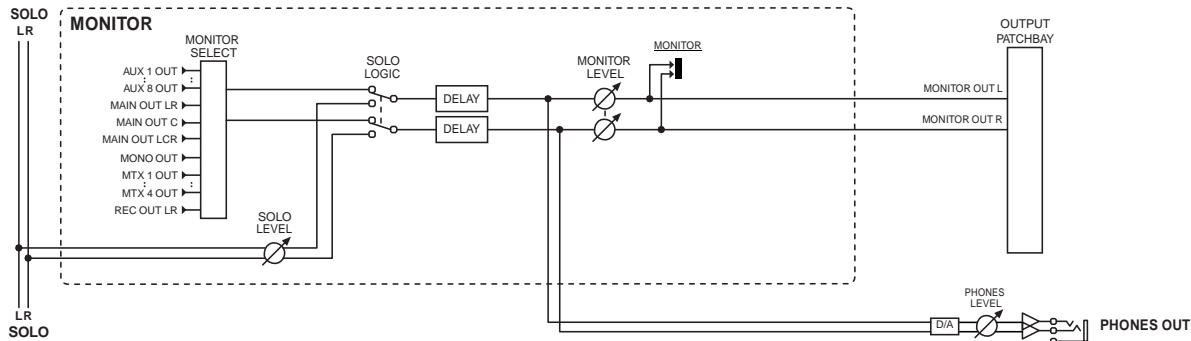 SOLO
LR
MONITOR
MONITOR
SELECT
AUX 1 OUT
:
:
AUX 8 OUT
MAIN OUT LR
MAIN OUT C
MAIN OUT LCR
MONO OUT
MTX 1 OUT
:
:
MTX 4 OUT
REC OUT LR
SOLO
LEVEL
SOLO
LOGIC
DELAY
DELAY
MONITOR
LEVEL
MONITOR
OUTPUT
PATCHBAY
MONITOR OUT L
MONITOR OUT R
LR
SOLO
D/A
PHONES
LEVEL
PHONES OUT